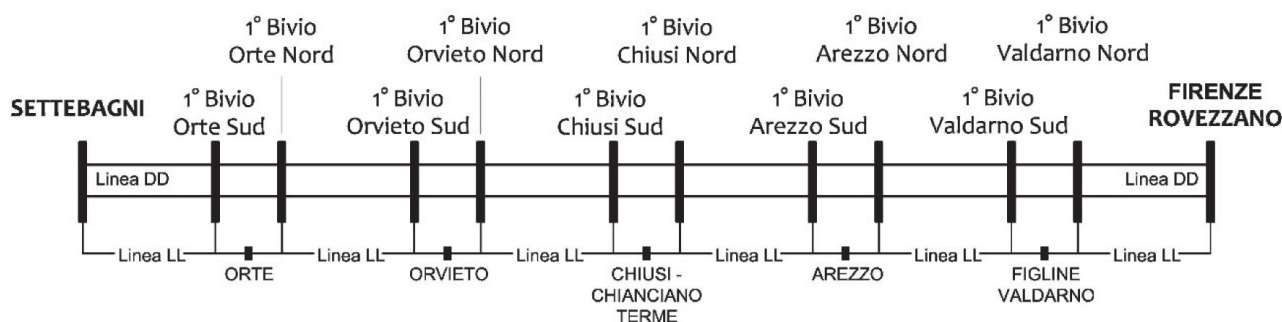 1° Bivio
Orte Nord
1° Bivio
Orvieto Nord
1° Bivio
Chiusi Nord
1° Bivio
Arezzo Nord
1° Bivio
Valdarno Nord
SETTEBAGNI
1° Bivio
Orte Sud
1° Bivio
Orvieto Sud
1° Bivio
Chiusi Sud
1° Bivio
Arezzo Sud
1° Bivio
Valdarno Sud
FIRENZE
ROVEZZANO
Linea DD
Linea DD
Linea LL
Linea LL
Linea LL
Linea LL
Linea LL
Linea LL
ORTE
ORVIETO
CHIUSI -
CHIANCIANO
TERME
AREZZO
FIGLINE
VALDARNO